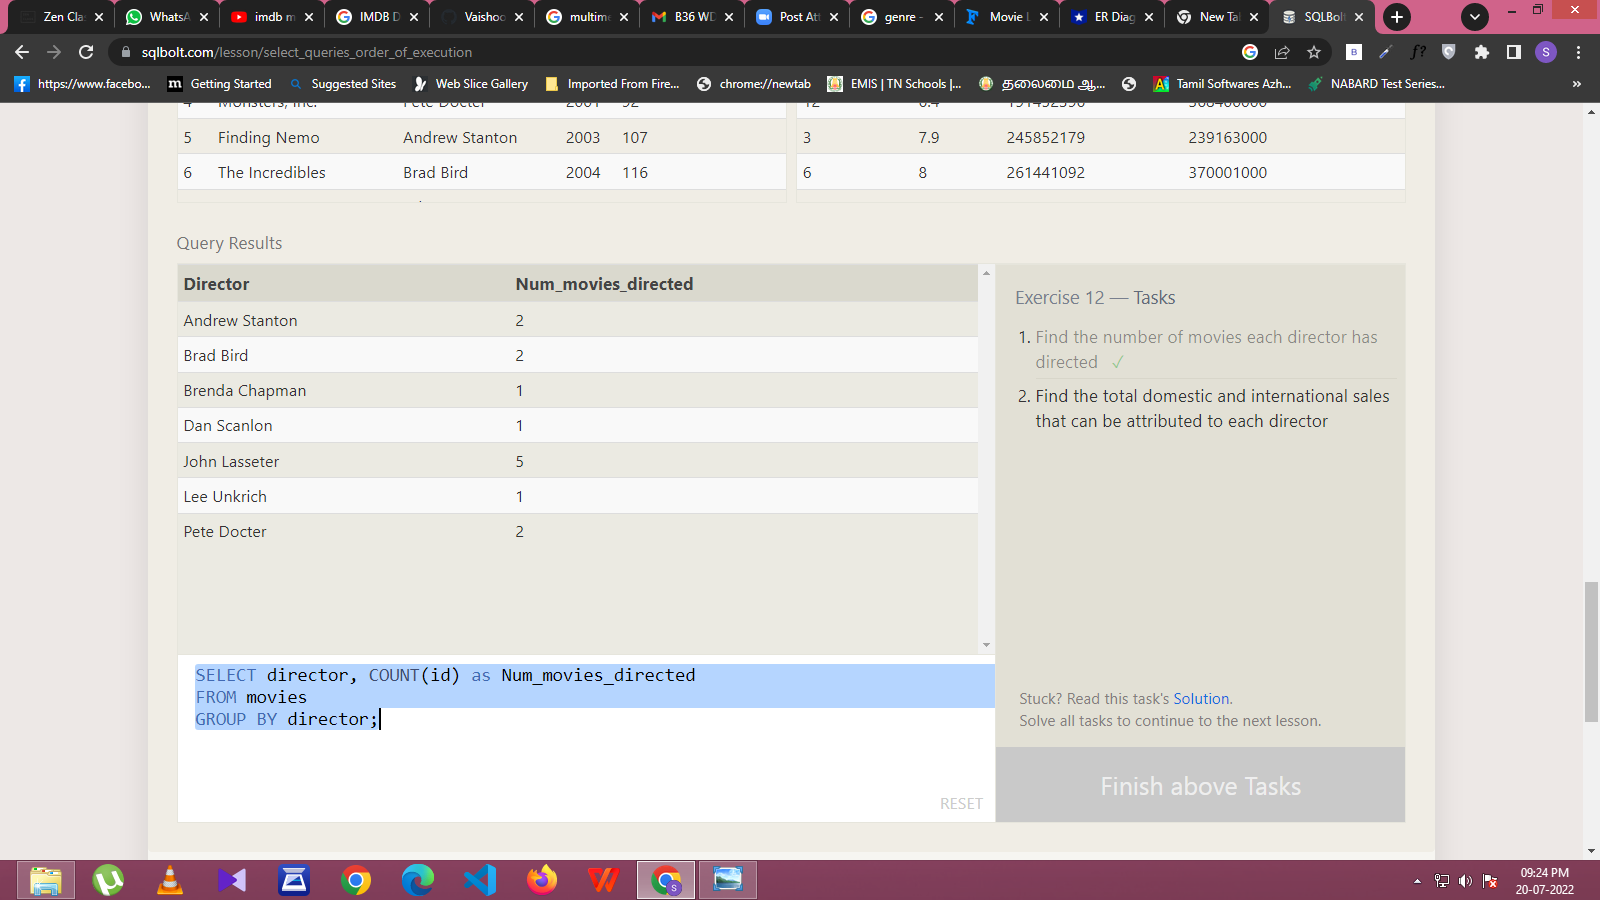 Zen Cla
WhatsA
imdb m
IMDB D
Vaishoo
multime
B36 WD
Post Att
genre -
Movie L
ER Diag
New Tab
SQLBolt
sqlbolt.com/lesson/select_queries_order_of_execution
https://www.facebo...
Getting Started
Suggested Sites
Web Slice Gallery
Imported From Fire...
chrome://newtab
EMIS | TN Schools |...
தலைமை ஆ...
Tamil Softwares Azh...
NABARD Test Series...
»
4 Monsters, Inc. Pete Docter 2001 92
12 6.4 191452396 368400000
5 Finding Nemo Andrew Stanton 2003 107
3 7.9 245852179 239163000
6 The Incredibles Brad Bird 2004 116
6 8 261441092 370001000
Query Results
Director Num_movies_directed
Andrew Stanton 2
Brad Bird 2
Brenda Chapman 1
Dan Scanlon 1
John Lasseter 5
Lee Unkrich 1
Pete Docter 2
Exercise 12 — Tasks
1. Find the number of movies each director has
directed ✓
2. Find the total domestic and international sales
that can be attributed to each director
SELECT director, COUNT(id) as Num_movies_directed
FROM movies
GROUP BY director;
RESET
Stuck? Read this task's Solution.
Solve all tasks to continue to the next lesson.
Finish above Tasks
09:24 PM
20-07-2022